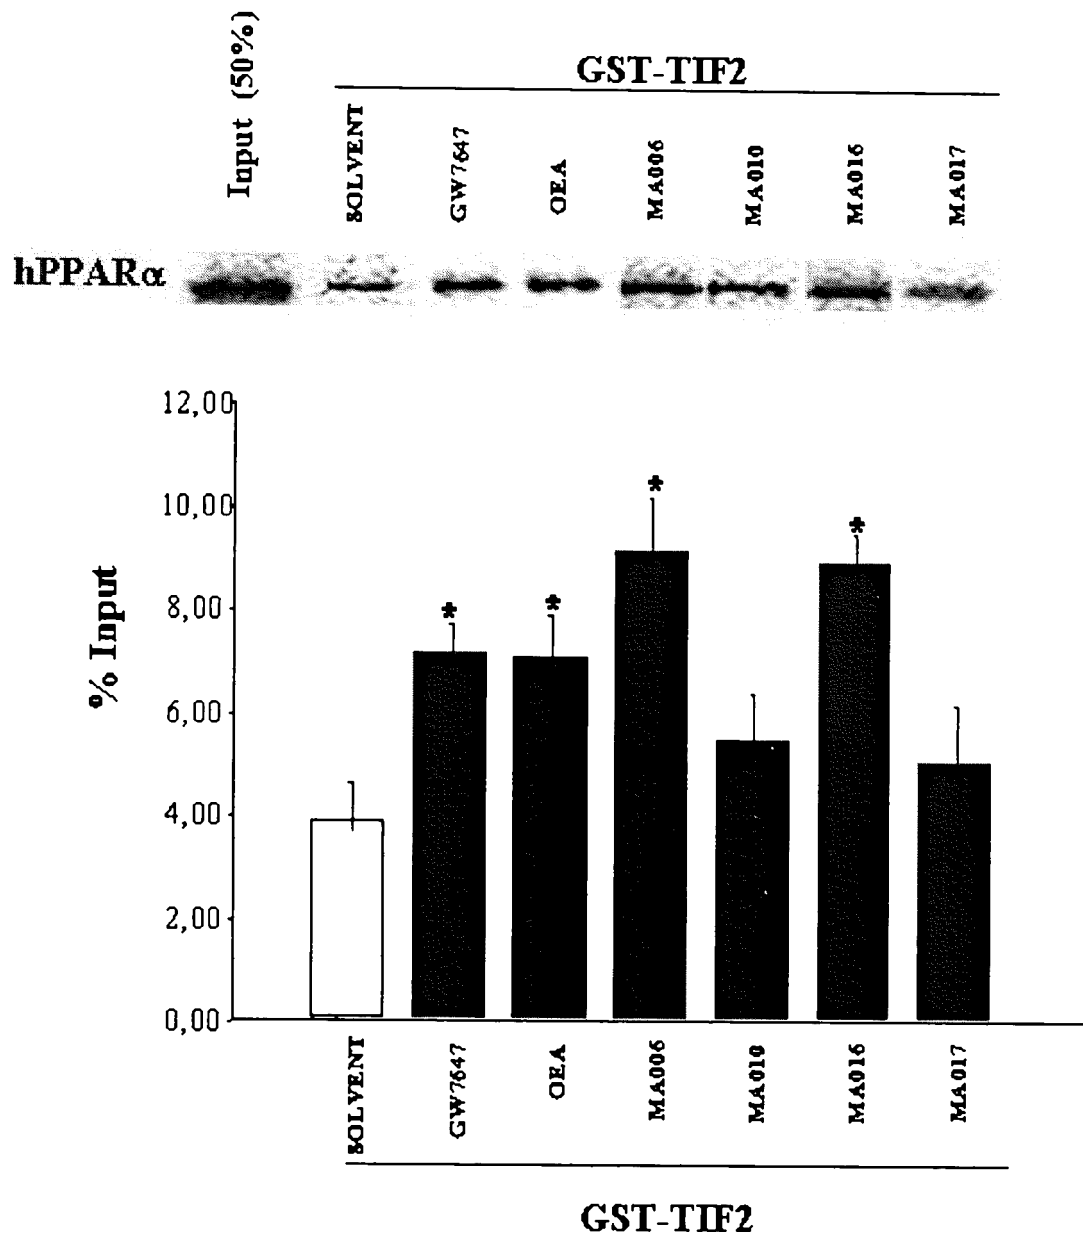 Input (50%)
GST-TIF2
SOLVENT
GW7647
OEA
MA006
MA010
MA016
MA017
hPPARα
12,00
10,00
8,00
6,00
4,00
2,00
0,00
% Input
*
*
*
*
SOLVENT
GW7647
OEA
MA006
MA010
MA016
MA017
GST-TIF2